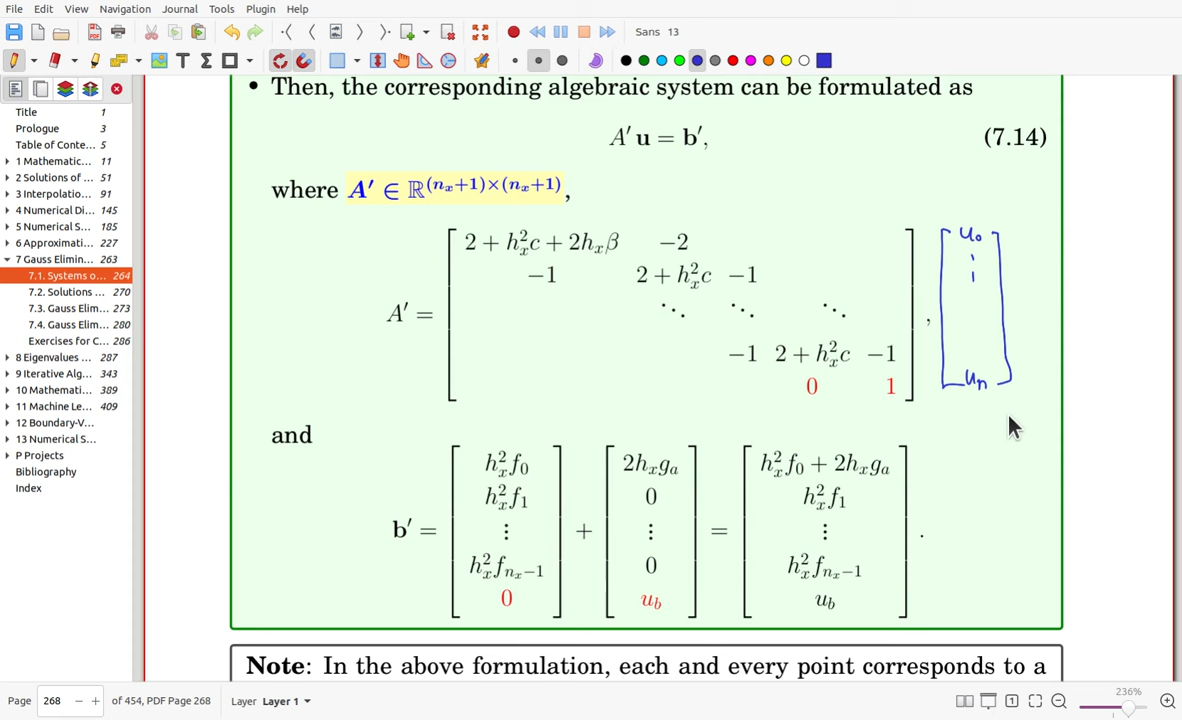 File Edit View Navigation Journal Tools Plugin Help
Sans 13
Title 1
Prologue 3
Table of Conte... 5
1 Mathematic... 11
2 Solutions of ... 51
3 Interpolatio... 91
4 Numerical Di... 145
5 Numerical S... 185
6 Approximati... 227
7 Gauss Elimin... 263
7.1. Systems o... 264
7.2. Solutions ... 270
7.3. Gauss Elim... 273
7.4. Gauss Elim... 280
Exercises for C... 286
8 Eigenvalues ... 287
9 Iterative Alg... 343
10 Mathemati... 389
11 Machine Le... 409
12 Boundary-V...
13 Numerical S...
P Projects
Bibliography
Index
• Then, the corresponding algebraic system can be formulated as
A′ u = b′, (7.14)
where A′ ∈ ℝ^(nₓ+1)×(nₓ+1),
2 + hₓ²c + 2hₓβ −2
−1 2 + hₓ²c −1
⋱ ⋱ ⋱
A′ = ,
−1 2 + hₓ²c −1
0 1
u₀
uₙ
and
hₓ²f₀ 2hₓgₐ hₓ²f₀ + 2hₓgₐ
hₓ²f₁ 0 hₓ²f₁
b′ = ⋮ + ⋮ = ⋮ .
hₓ²f_{nₓ−1} 0 hₓ²f_{nₓ−1}
0 u_b u_b
Note: In the above formulation, each and every point corresponds to a
Page 268 − + of 454, PDF Page 268 Layer Layer 1 236%